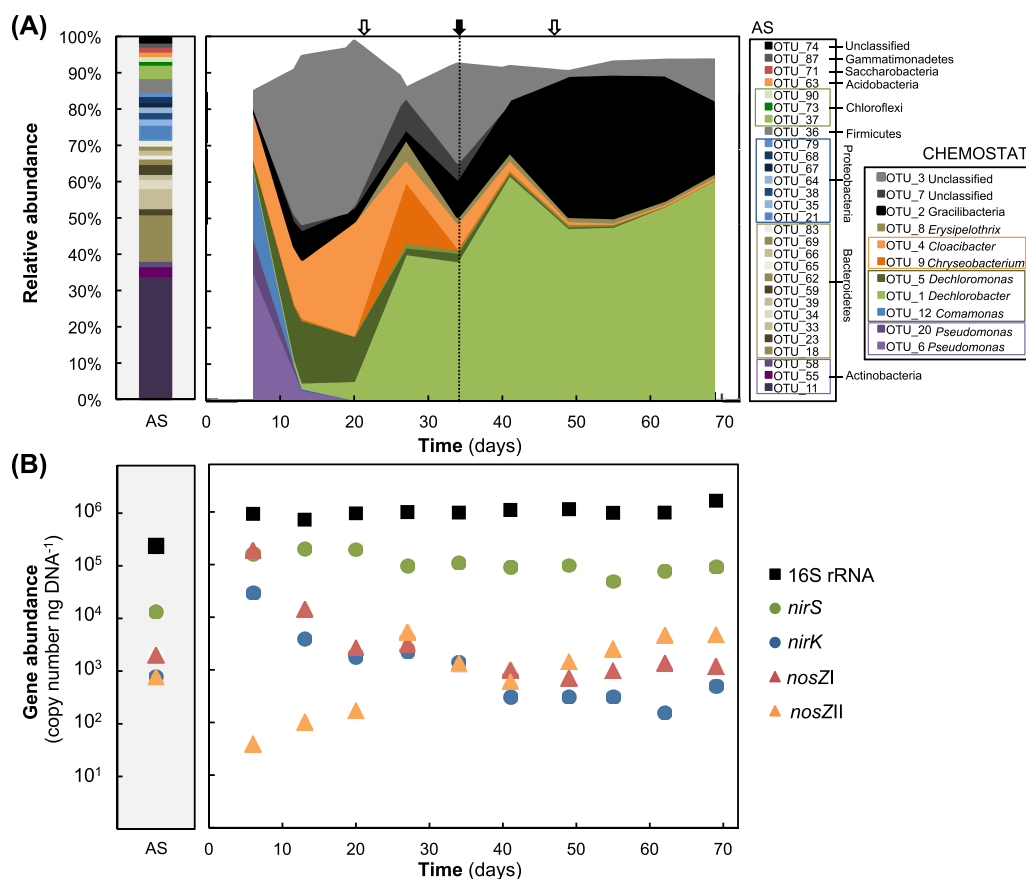 (A)
100%
90%
80%
70%
60%
50%
40%
30%
20%
10%
0%
Relative abundance
AS
0 10 20 30 40 50 60 70
Time (days)
AS
OTU_74 Unclassified
OTU_87 Gammatimonadetes
OTU_71 Saccharobacteria
OTU_63 Acidobacteria
OTU_90
OTU_73 Chloroflexi
OTU_37
OTU_36 Firmicutes
OTU_79
OTU_68
OTU_67
OTU_64
OTU_38
OTU_35
OTU_21
Proteobacteria
OTU_83
OTU_69
OTU_66
OTU_65
OTU_62
OTU_59
OTU_39
OTU_34
OTU_33
OTU_23
OTU_18
Bacteroidetes
OTU_58
OTU_55 Actinobacteria
OTU_11
CHEMOSTAT
OTU_3 Unclassified
OTU_7 Unclassified
OTU_2 Gracilibacteria
OTU_8 Erysipelothrix
OTU_4 Cloacibacter
OTU_9 Chryseobacterium
OTU_5 Dechloromonas
OTU_1 Dechlorobacter
OTU_12 Comamonas
OTU_20 Pseudomonas
OTU_6 Pseudomonas
(B)
Gene abundance
(copy number ng DNA⁻¹)
10⁶
10⁵
10⁴
10³
10²
10¹
AS
0 10 20 30 40 50 60 70
Time (days)
16S rRNA
nirS
nirK
nosZI
nosZII